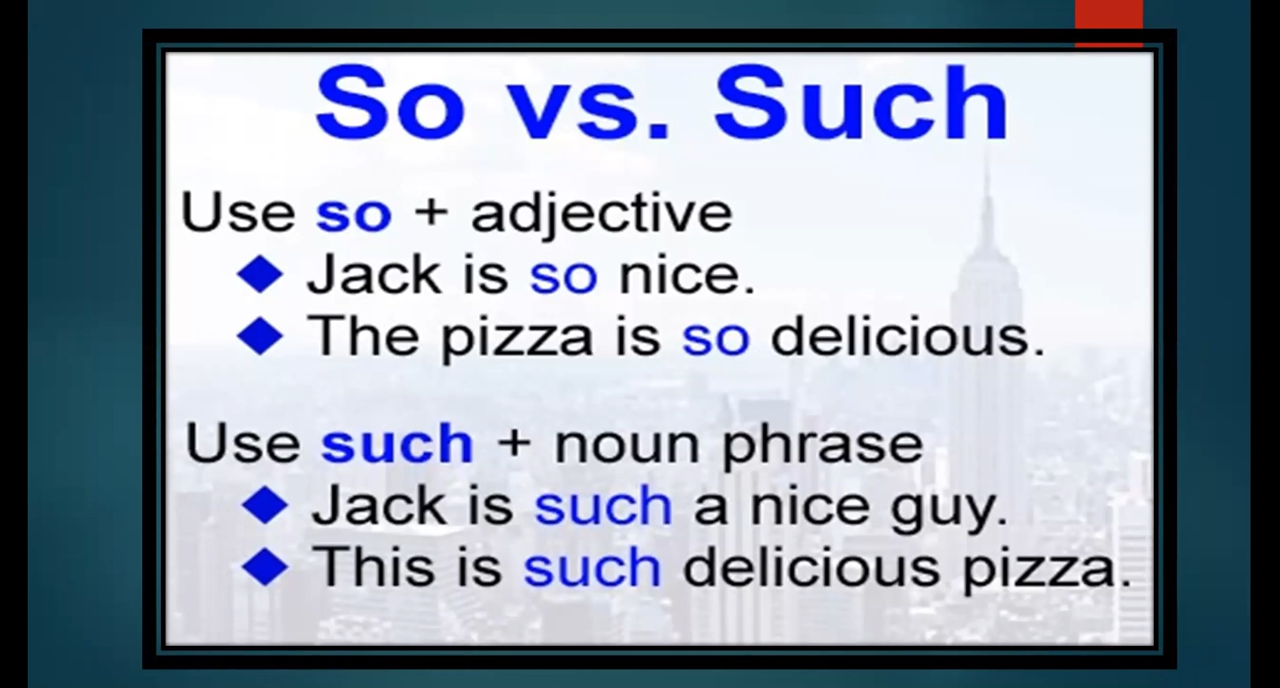 So vs. Such
Use so + adjective
◆ Jack is so nice.
◆ The pizza is so delicious.
Use such + noun phrase
◆ Jack is such a nice guy.
◆ This is such delicious pizza.